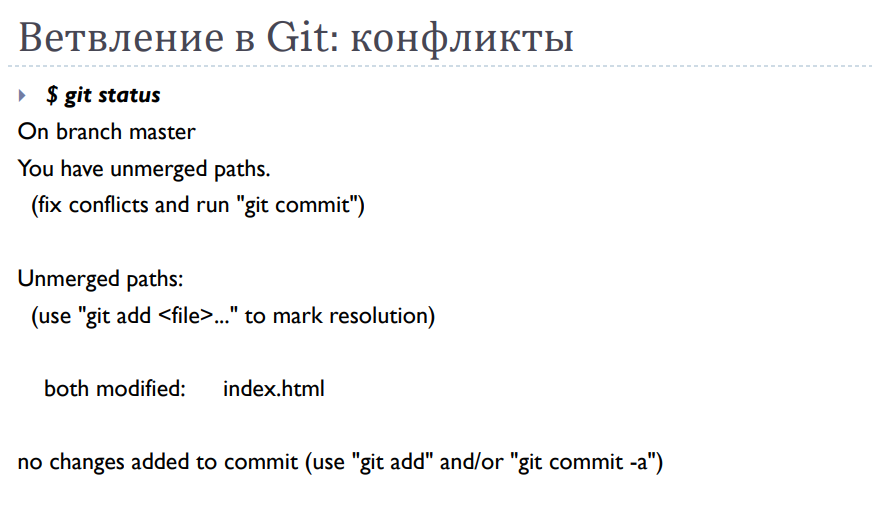 Ветвление в Git: конфликты
$ git status
On branch master
You have unmerged paths.
(fix conflicts and run "git commit")
Unmerged paths:
(use "git add <file>..." to mark resolution)
both modified: index.html
no changes added to commit (use "git add" and/or "git commit -a")